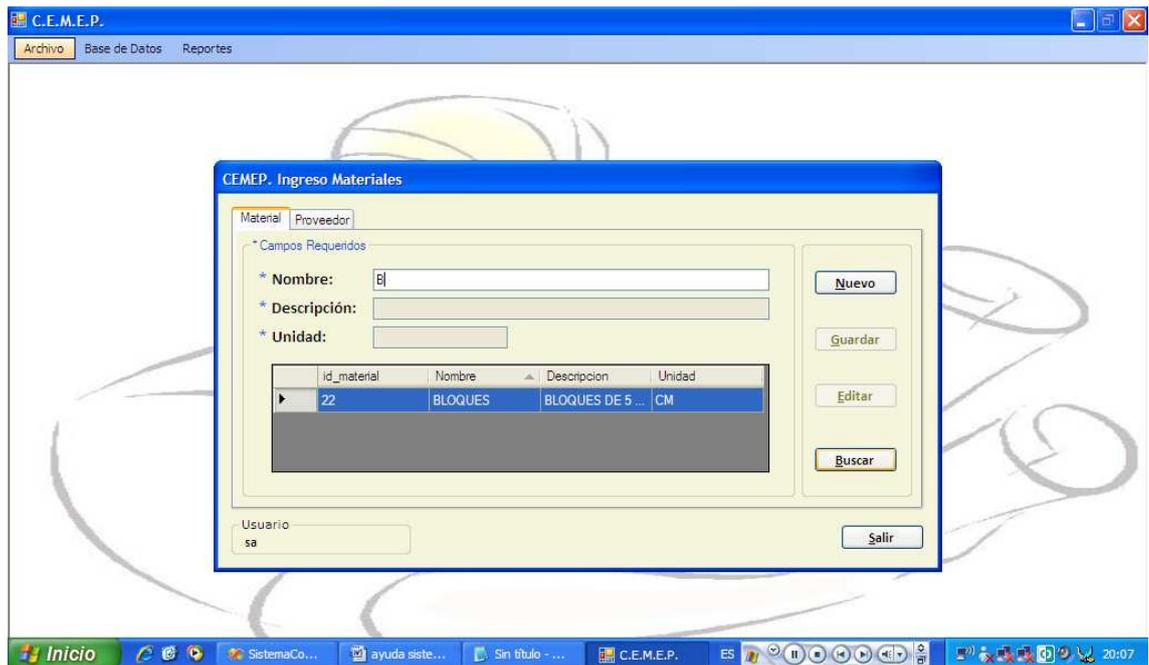 C.E.M.E.P.
Archivo Base de Datos Reportes
CEMEP. Ingreso Materiales
Material Proveedor
* Campos Requeridos
* Nombre: B
* Descripción:
* Unidad:
Nuevo
Guardar
Editar
Buscar
id_material Nombre Descripcion Unidad
22 BLOQUES BLOQUES DE 5 ... CM
Usuario
sa
Salir
Inicio SistemaCo... ayuda siste... Sin título - ... C.E.M.E.P. ES 20:07